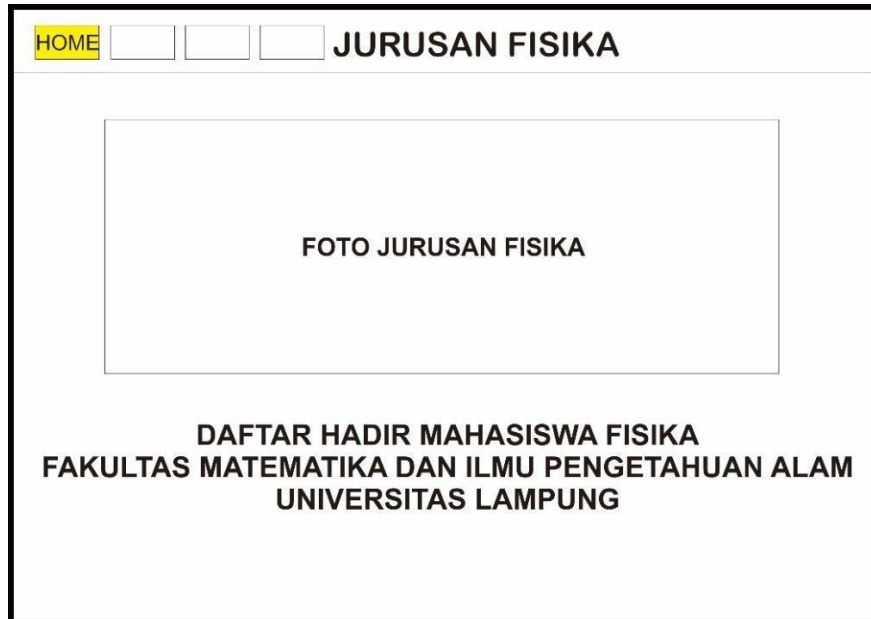 HOME JURUSAN FISIKA
FOTO JURUSAN FISIKA
DAFTAR HADIR MAHASISWA FISIKA
FAKULTAS MATEMATIKA DAN ILMU PENGETAHUAN ALAM
UNIVERSITAS LAMPUNG